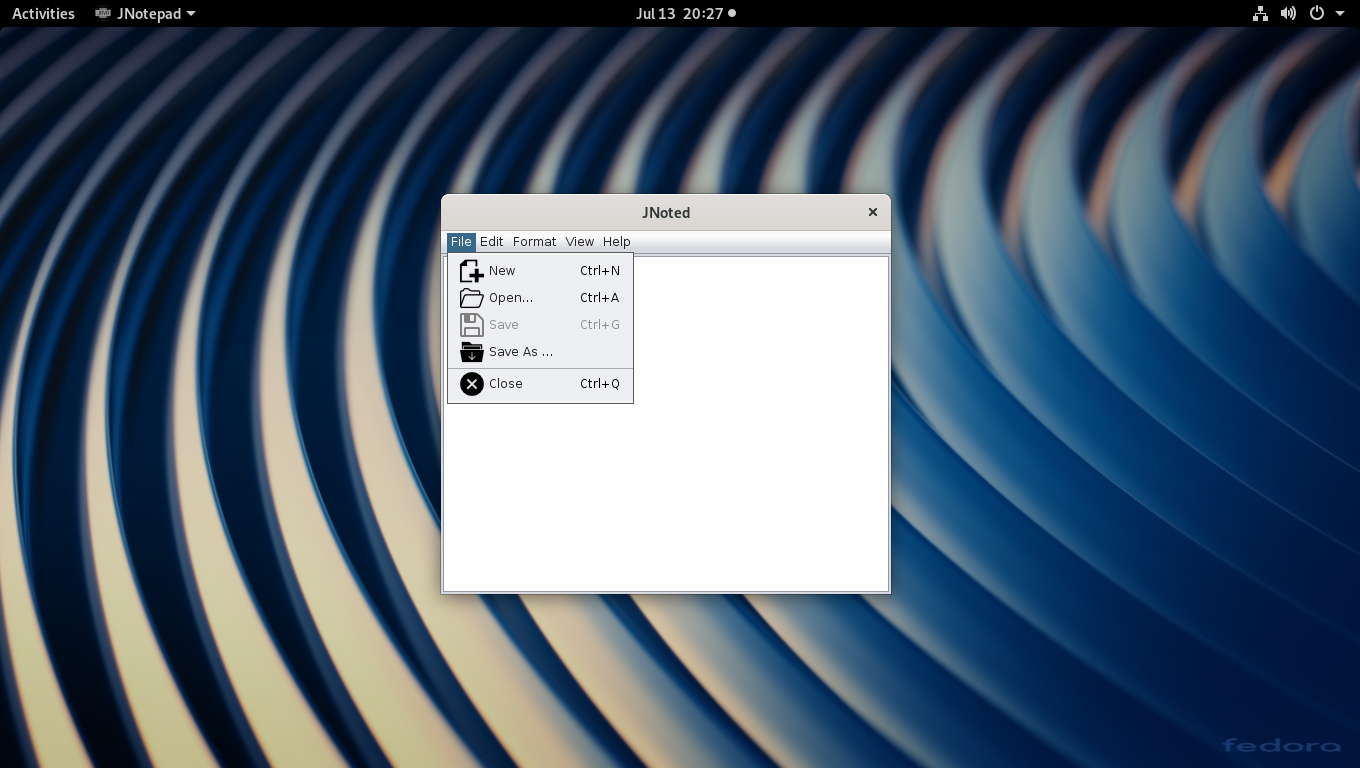 Activities JNotepad Jul 13 20:27
JNoted
File Edit Format View Help
New Ctrl+N
Open... Ctrl+A
Save Ctrl+G
Save As ...
Close Ctrl+Q
fedora